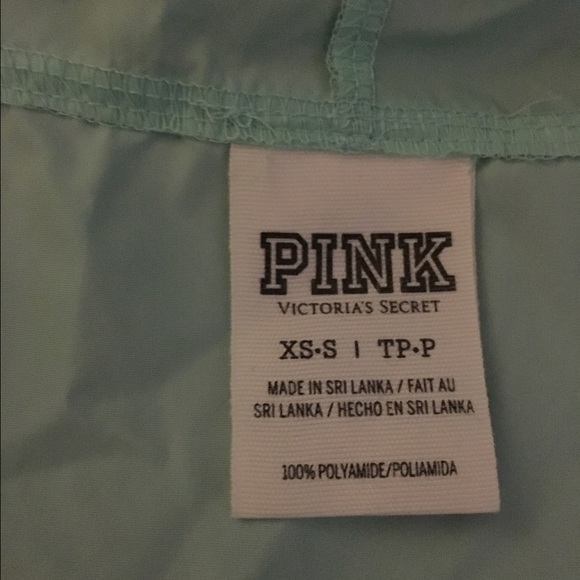 PINK
VICTORIA'S SECRET
XS•S | TP•P
MADE IN SRI LANKA / FAIT AU
SRI LANKA / HECHO EN SRI LANKA
100% POLYAMIDE/POLIAMIDA